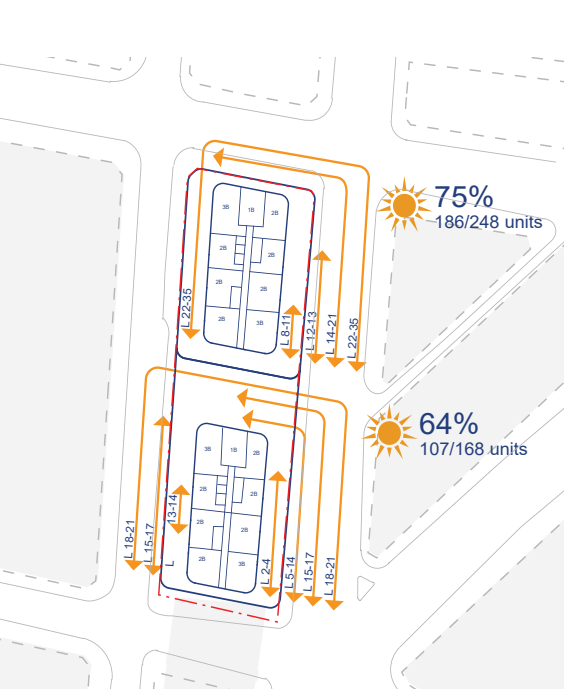 75%
186/248 units
3B
1B
2B
2B
2B
2B
2B
2B
3B
L 22-35
L 8-11
L 12-13
L 14-21
L 22-35
64%
107/168 units
3B
1B
2B
2B
2B
2B
2B
2B
3B
L 18-21
L 15-17
L 13-14
L 2-4
L 5-14
L 15-17
L 18-21